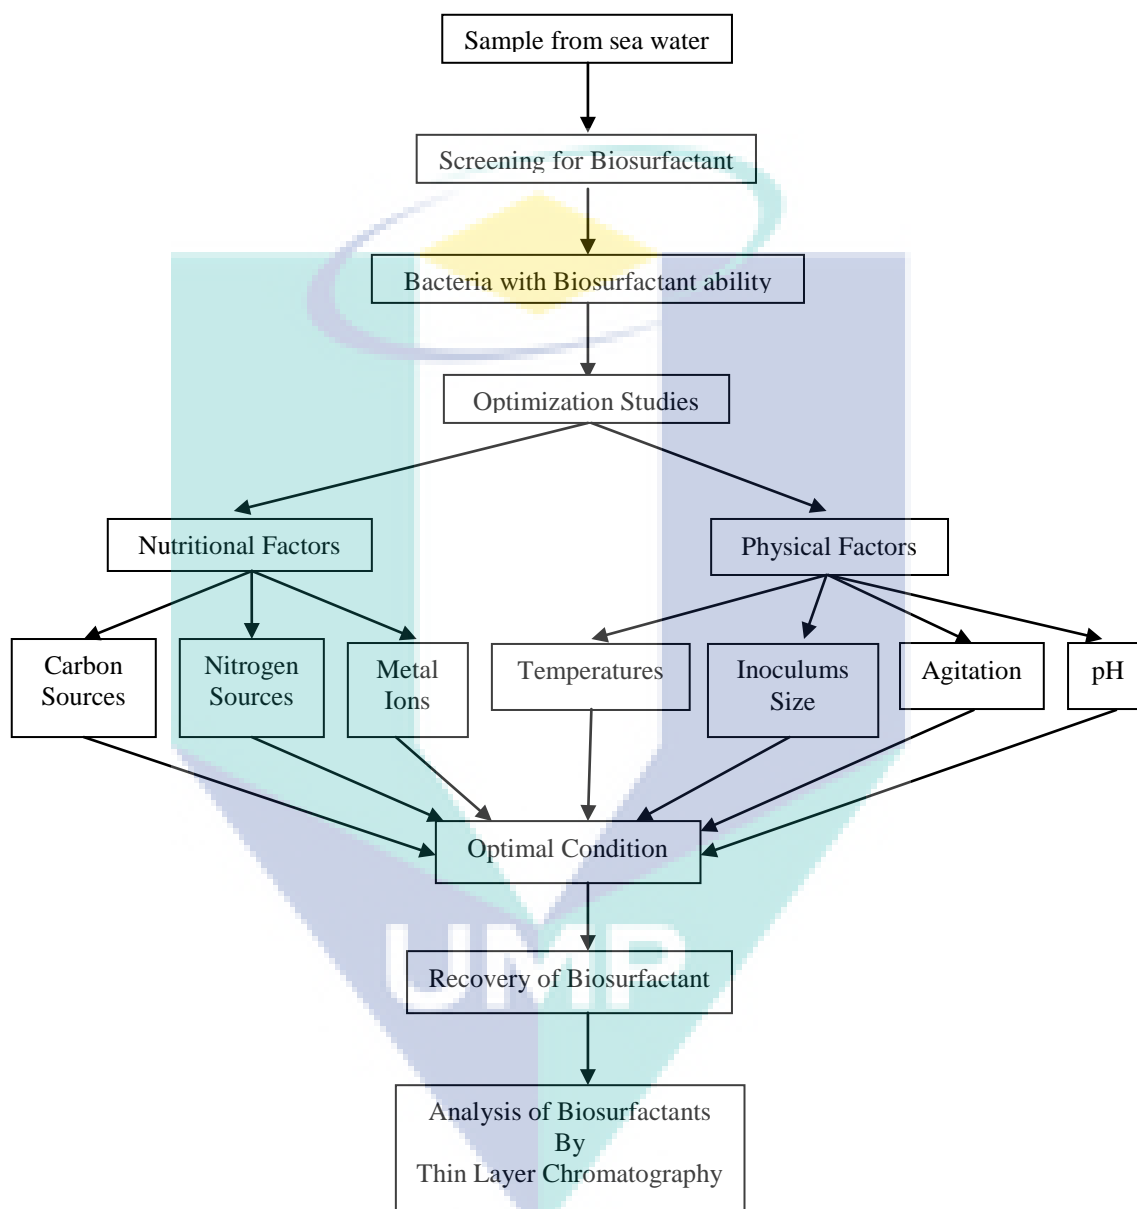 Sample from sea water
Screening for Biosurfactant
Bacteria with Biosurfactant ability
Optimization Studies
Nutritional Factors
Physical Factors
Carbon
Sources
Nitrogen
Sources
Metal
Ions
Temperatures
Inoculums
Size
Agitation
pH
Optimal Condition
UMP
Recovery of Biosurfactant
Analysis of Biosurfactants
By
Thin Layer Chromatography